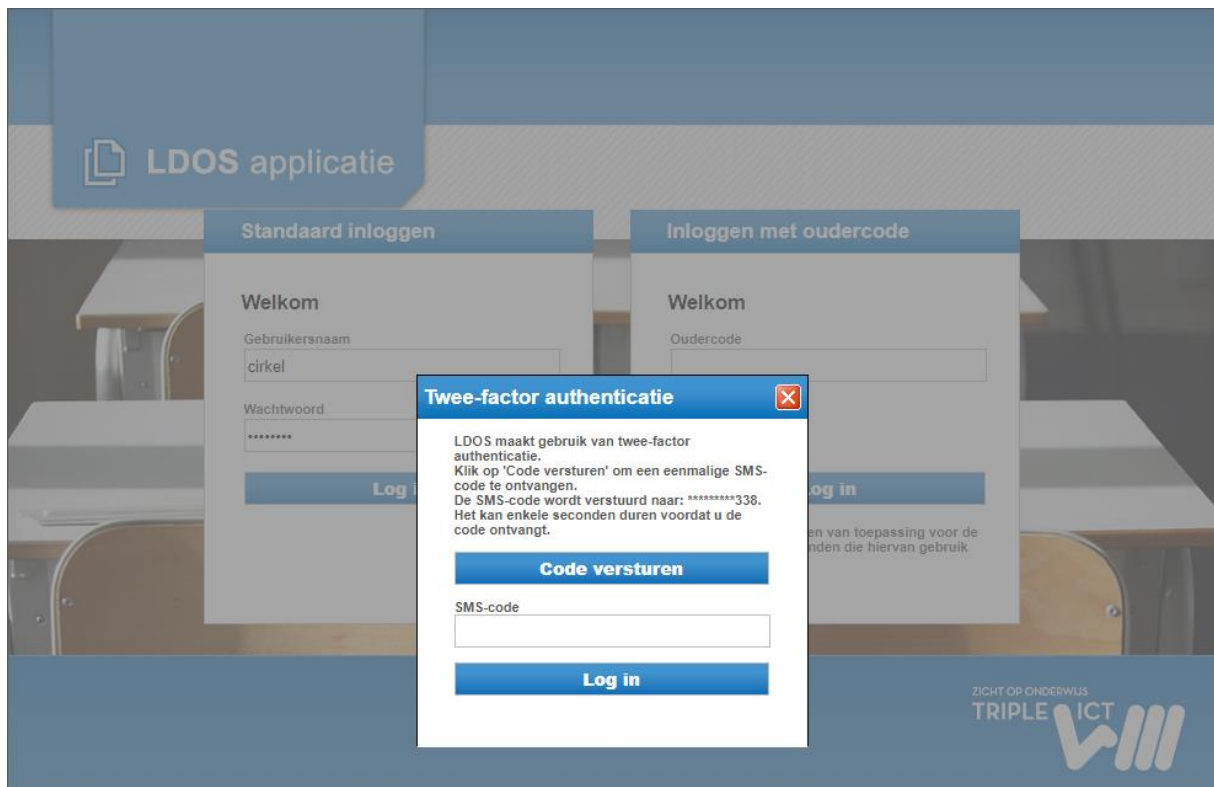 LDOS applicatie
Standaard inloggen
Welkom
Gebruikersnaam
cirkel
Wachtwoord
••••••••
Log i
Inloggen met oudercode
Welkom
Oudercode
og in
en van toepassing voor de
nden die hiervan gebruik
Twee-factor authenticatie
LDOS maakt gebruik van twee-factor
authenticatie.
Klik op 'Code versturen' om een eenmalige SMS-
code te ontvangen.
De SMS-code wordt verstuurd naar: *********338.
Het kan enkele seconden duren voordat u de
code ontvangt.
Code versturen
SMS-code
Log in
ZICHT OP ONDERWIJS
TRIPLE ICT